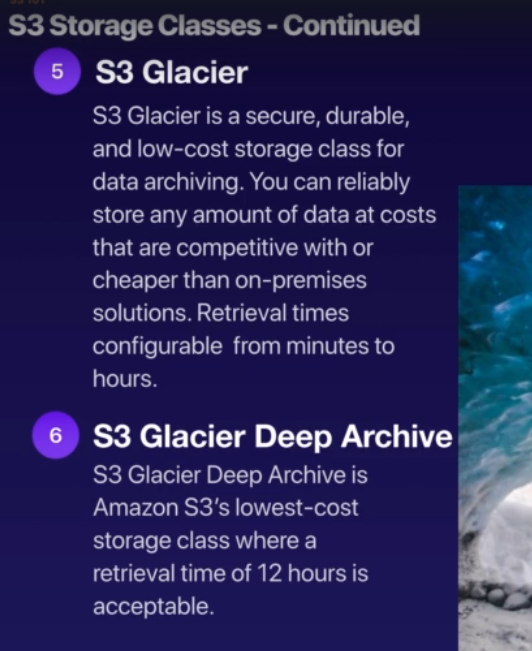 S3 Storage Classes - Continued
5
S3 Glacier
S3 Glacier is a secure, durable,
and low-cost storage class for
data archiving. You can reliably
store any amount of data at costs
that are competitive with or
cheaper than on-premises
solutions. Retrieval times
configurable from minutes to
hours.
6
S3 Glacier Deep Archive
S3 Glacier Deep Archive is
Amazon S3's lowest-cost
storage class where a
retrieval time of 12 hours is
acceptable.